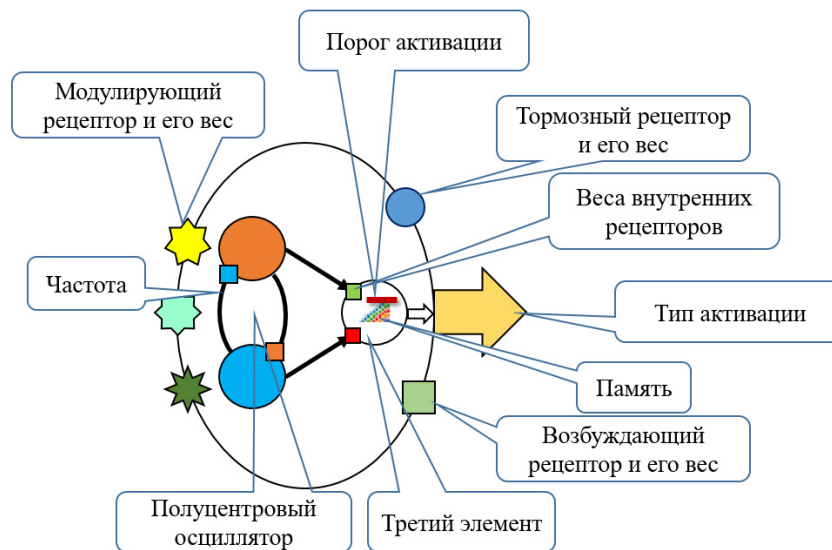 Порог активации
Модулирующий
рецептор и его вес
Тормозный рецептор
и его вес
Веса внутренних
рецепторов
Частота
Тип активации
Память
Возбуждающий
рецептор и его вес
Полуцентровый
осциллятор
Третий элемент